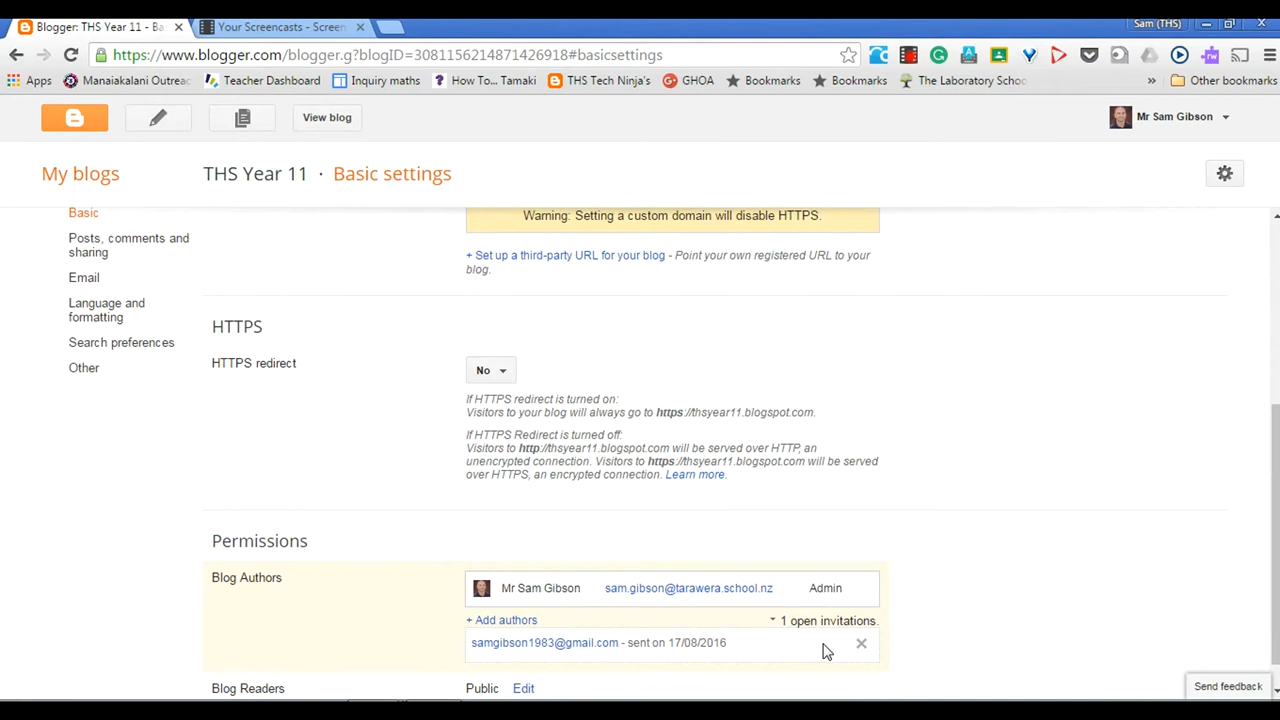 Blogger: THS Year 11 - Ba
Your Screencasts - Screen
Sam (THS)
https://www.blogger.com/blogger.g?blogID=3081156214871426918#basicsettings
Apps
Manaiakalani Outreac
Teacher Dashboard
Inquiry maths
How To... Tamaki
THS Tech Ninja's
GHOA
Bookmarks
Bookmarks
The Laboratory Schoo
»
Other bookmarks
View blog
Mr Sam Gibson
My blogs
THS Year 11 · Basic settings
Basic
Posts, comments and
sharing
Email
Language and
formatting
Search preferences
Other
Warning: Setting a custom domain will disable HTTPS.
+ Set up a third-party URL for your blog - Point your own registered URL to your
blog.
HTTPS
HTTPS redirect
No
If HTTPS redirect is turned on:
Visitors to your blog will always go to https://thsyear11.blogspot.com.
If HTTPS Redirect is turned off:
Visitors to http://thsyear11.blogspot.com will be served over HTTP, an
unencrypted connection. Visitors to https://thsyear11.blogspot.com will be served
over HTTPS, an encrypted connection. Learn more.
Permissions
Blog Authors
Mr Sam Gibson sam.gibson@tarawera.school.nz Admin
+ Add authors
1 open invitations.
samgibson1983@gmail.com - sent on 17/08/2016
Blog Readers
Public Edit
Send feedback